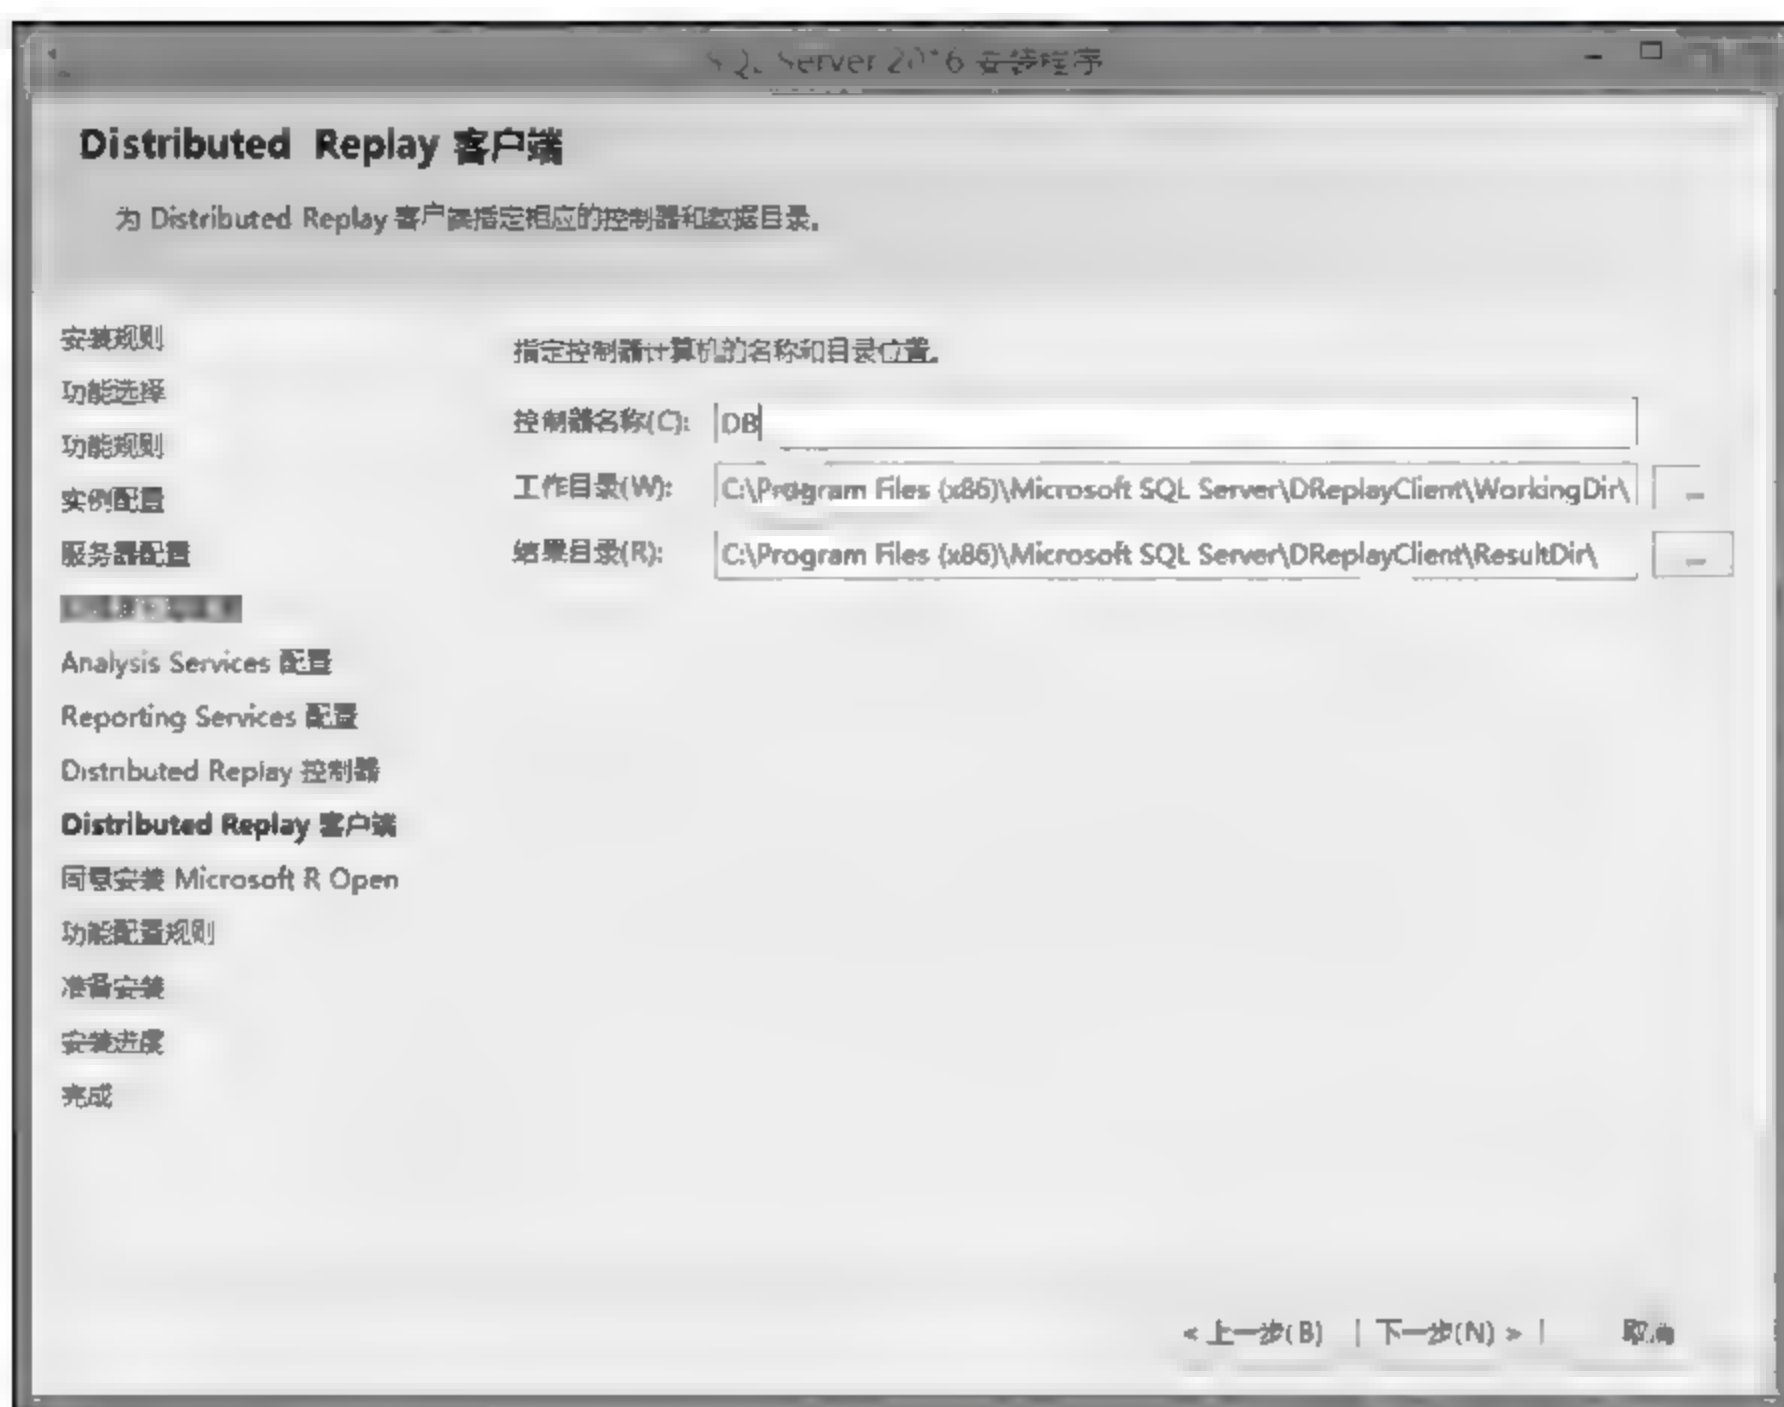 SQL Server 2016 安装程序
Distributed Replay 客户端
为 Distributed Replay 客户端指定相应的控制器和数据目录。
安装规则
功能选择
功能规则
实例配置
服务器配置
Analysis Services 配置
Reporting Services 配置
Distributed Replay 控制器
Distributed Replay 客户端
同意安装 Microsoft R Open
功能配置规则
准备安装
安装进度
完成
指定控制器计算机的名称和目录位置。
控制器名称(C): DB
工作目录(W): C:\Program Files (x86)\Microsoft SQL Server\DReplayClient\WorkingDir\
结果目录(R): C:\Program Files (x86)\Microsoft SQL Server\DReplayClient\ResultDir\
< 上一步(B) 下一步(N) > 取消